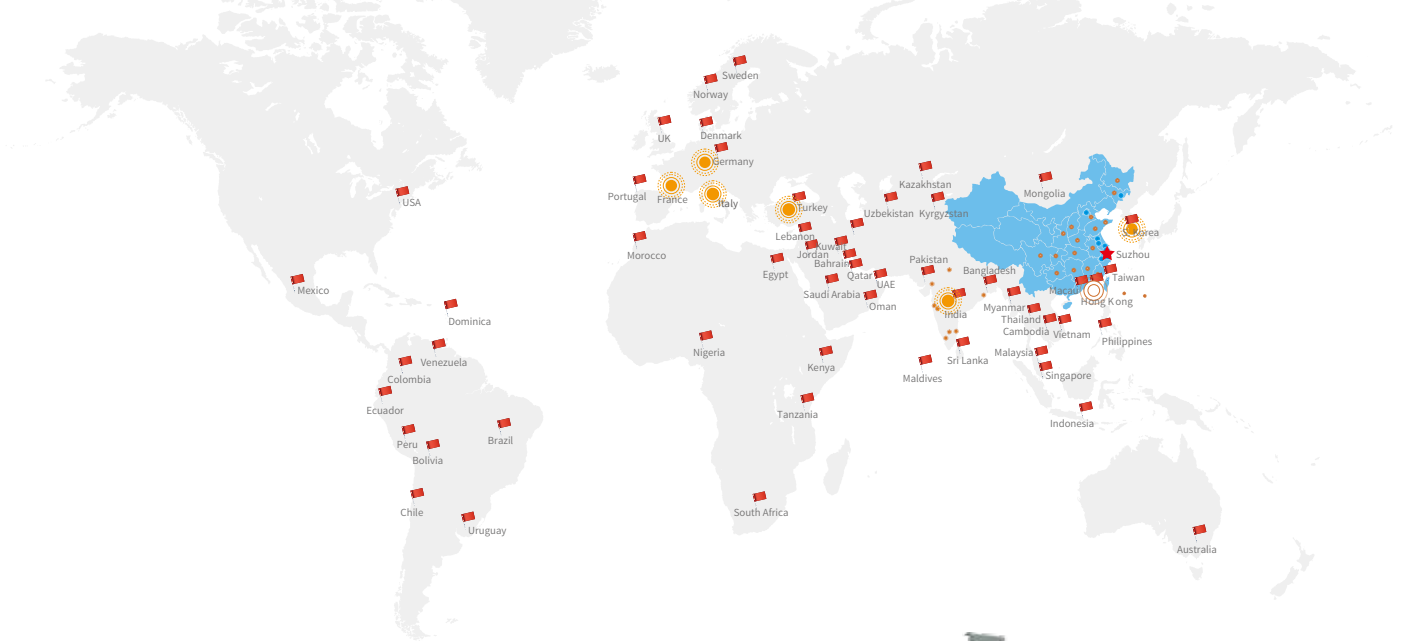 Sweden
Norway
UK
Denmark
Germany
Portugal
France
Italy
Turkey
Kazakhstan
Mongolia
USA
Uzbekistan
Kyrgyzstan
S. Korea
Lebanon
Kuwait
Morocco
Jordan
Suzhou
Bahrain
Pakistan
Egypt
Qatar
Bangladesh
Taiwan
UAE
Mexico
Saudi Arabia
Macau
Oman
Myanmar
Hong Kong
India
Dominica
Thailand
Cambodia
Vietnam
Philippines
Nigeria
Malaysia
Venezuela
Sri Lanka
Kenya
Singapore
Colombia
Maldives
Ecuador
Tanzania
Indonesia
Brazil
Peru
Bolivia
Chile
South Africa
Uruguay
Australia